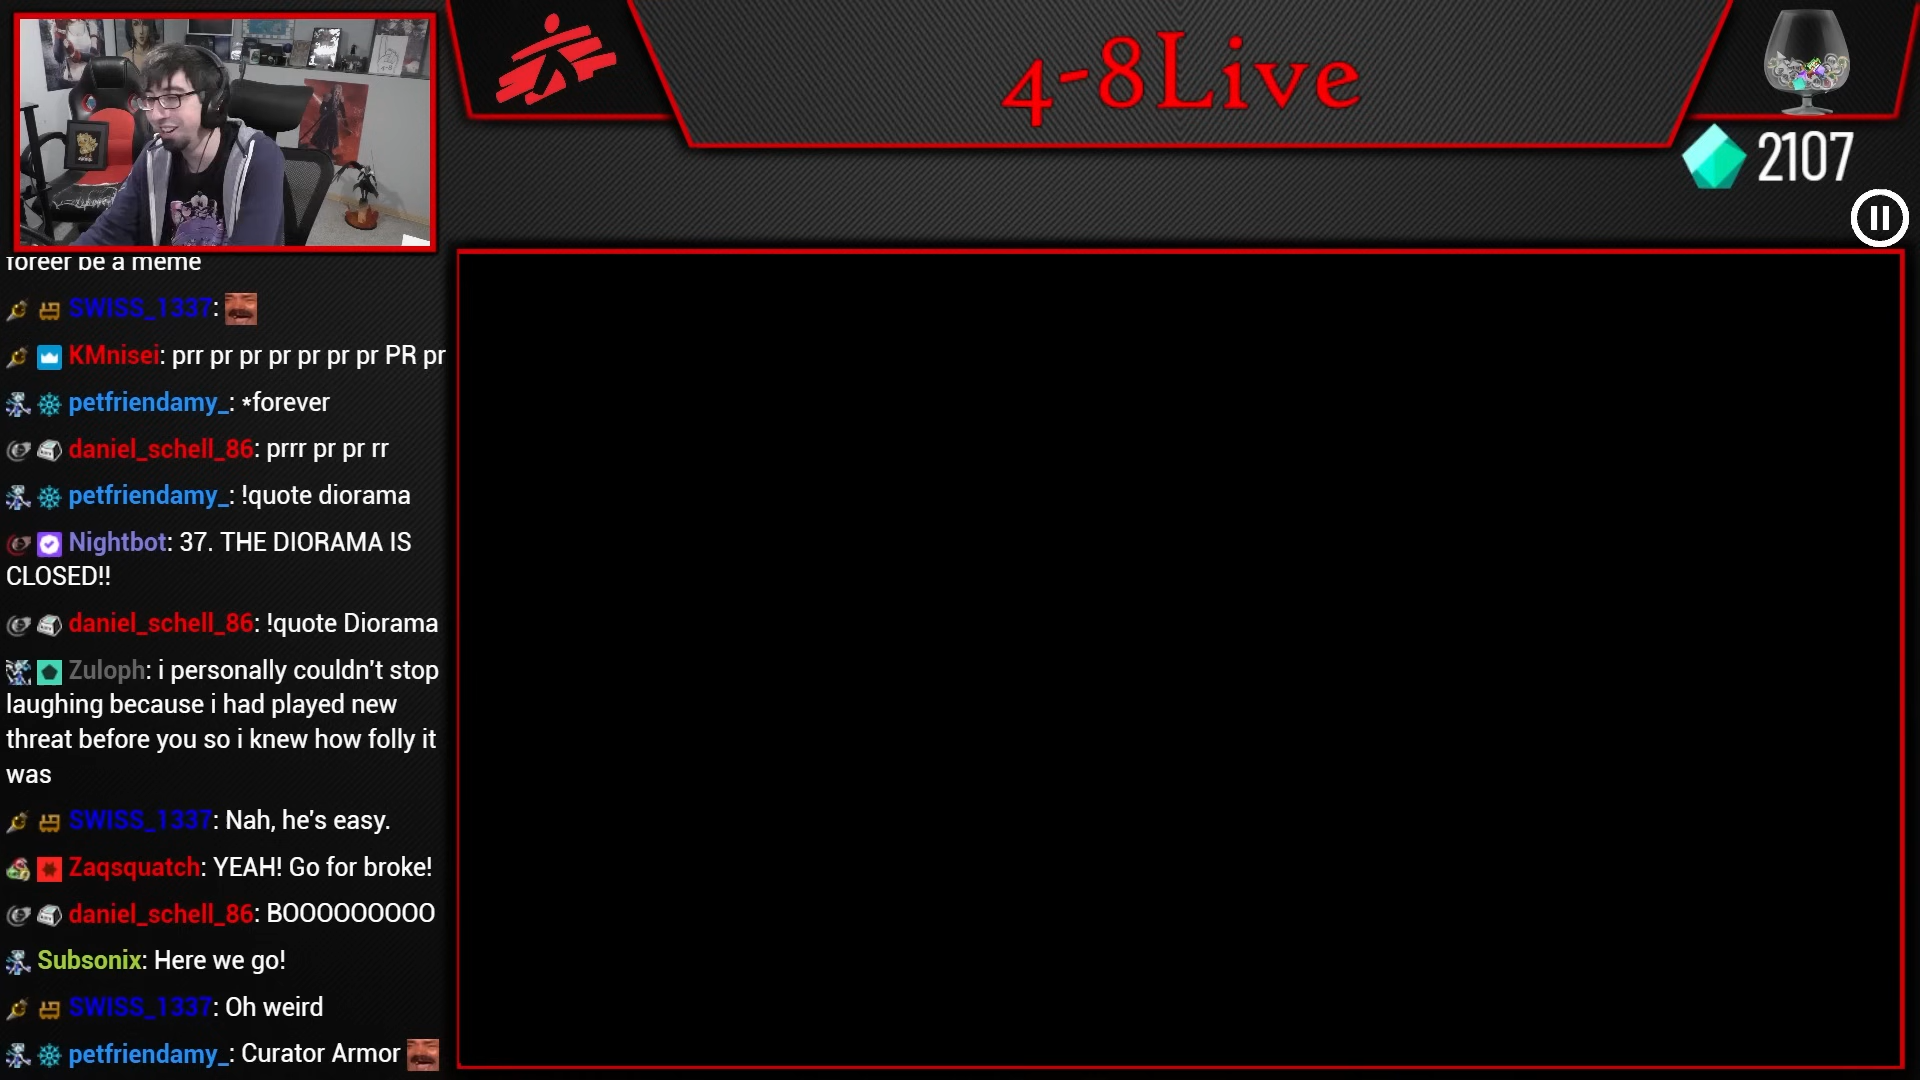 4-8Live
2107
foreer be a meme
SWISS_1337:
KMnisei: prr pr pr pr pr pr pr PR pr
petfriendamy_: *forever
daniel_schell_86: prrr pr pr rr
petfriendamy_: !quote diorama
Nightbot: 37. THE DIORAMA IS
CLOSED!!
daniel_schell_86: !quote Diorama
Zuloph: i personally couldn't stop
laughing because i had played new
threat before you so i knew how folly it
was
SWISS_1337: Nah, he's easy.
Zaqsquatch: YEAH! Go for broke!
daniel_schell_86: BOOOOOOOOO
Subsonix: Here we go!
SWISS_1337: Oh weird
petfriendamy_: Curator Armor